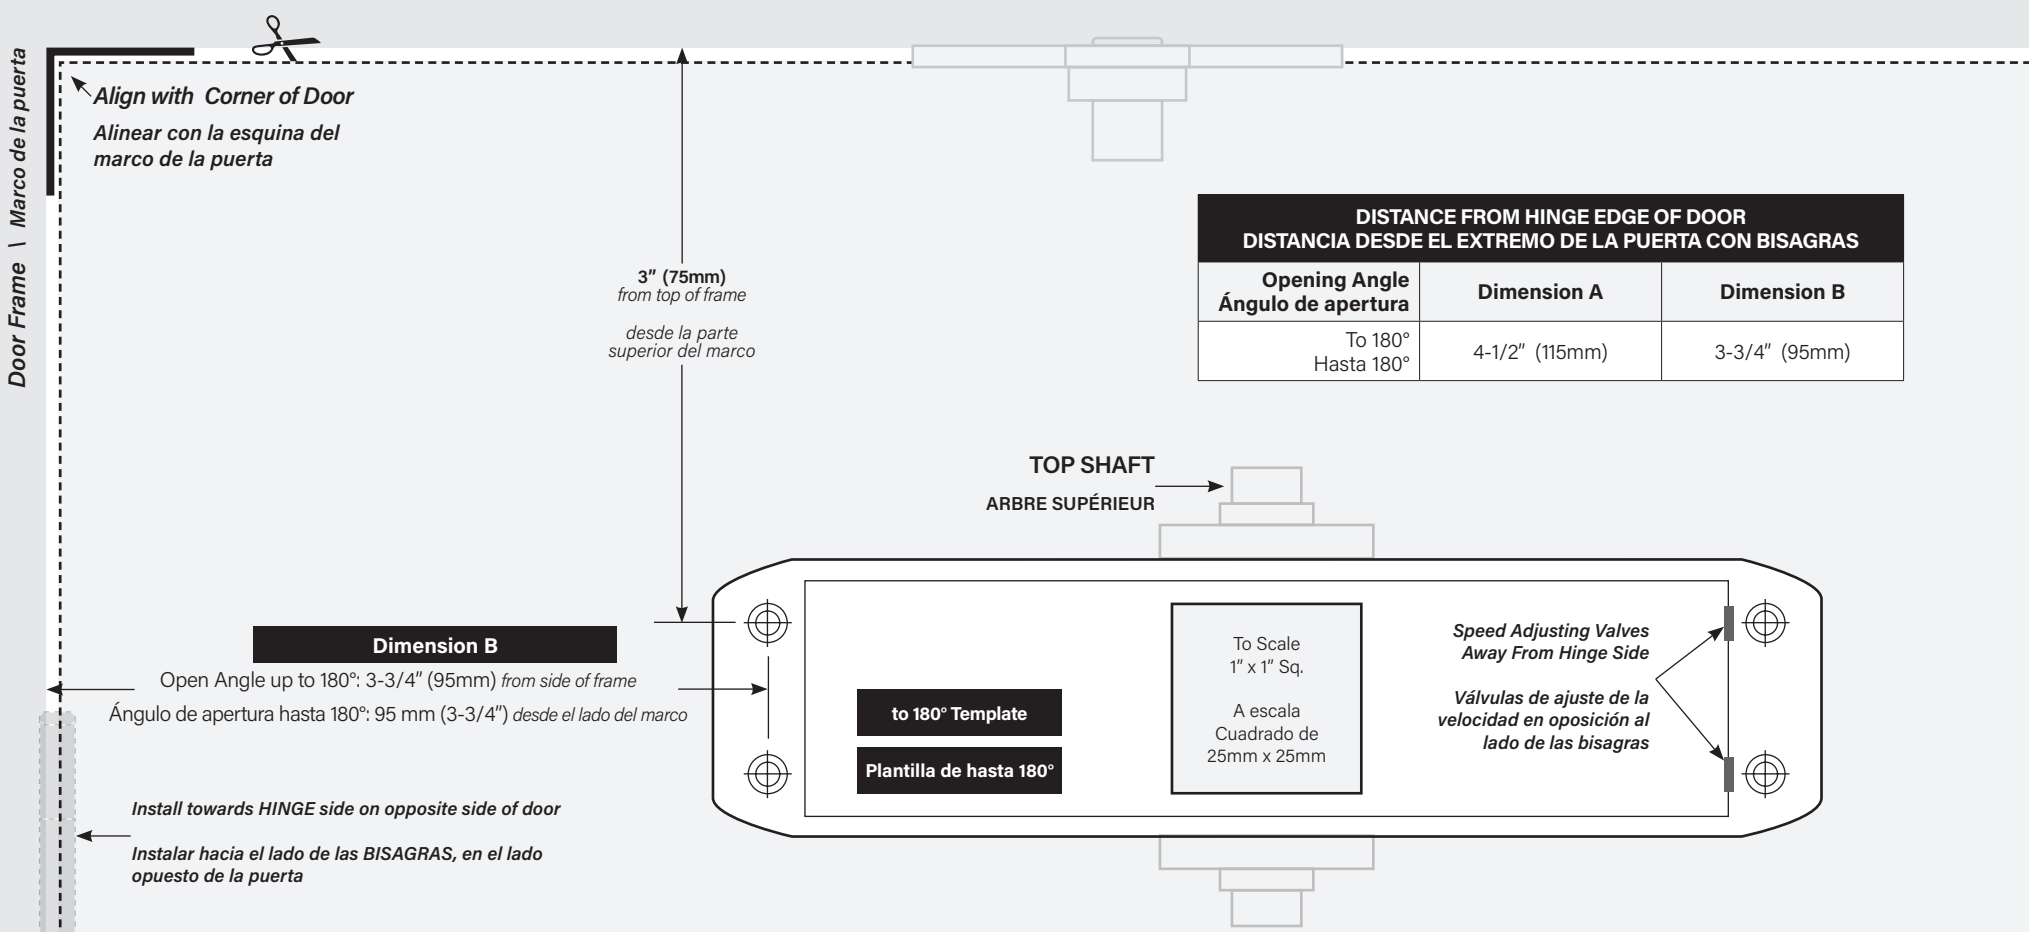 Door Frame \ Marco de la puerta
Align with Corner of Door
Alinear con la esquina del
marco de la puerta
3" (75mm)
from top of frame
desde la parte
superior del marco
DISTANCE FROM HINGE EDGE OF DOOR
DISTANCIA DESDE EL EXTREMO DE LA PUERTA CON BISAGRAS
Opening Angle
Ángulo de apertura
Dimension A
Dimension B
To 180°
Hasta 180°
4-1/2" (115mm)
3-3/4" (95mm)
TOP SHAFT
ARBRE SUPÉRIEUR
Dimension B
Open Angle up to 180°: 3-3/4" (95mm) from side of frame
Ángulo de apertura hasta 180°: 95 mm (3-3/4") desde el lado del marco
to 180° Template
Plantilla de hasta 180°
To Scale
1" x 1" Sq.
A escala
Cuadrado de
25mm x 25mm
Speed Adjusting Valves
Away From Hinge Side
Válvulas de ajuste de la
velocidad en oposición al
lado de las bisagras
Install towards HINGE side on opposite side of door
Instalar hacia el lado de las BISAGRAS, en el lado
opuesto de la puerta